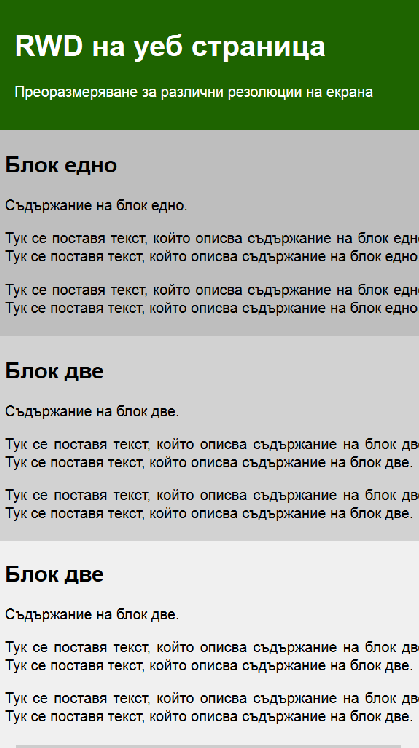 RWD на уеб страница
Преоразмеряване за различни резолюции на екрана
Блок едно
Съдържание на блок едно.
Тук се поставя текст, който описва съдържание на блок едн
Тук се поставя текст, който описва съдържание на блок едно
Тук се поставя текст, който описва съдържание на блок едн
Тук се поставя текст, който описва съдържание на блок едно
Блок две
Съдържание на блок две.
Тук се поставя текст, който описва съдържание на блок дв
Тук се поставя текст, който описва съдържание на блок две.
Тук се поставя текст, който описва съдържание на блок дв
Тук се поставя текст, който описва съдържание на блок две.
Блок две
Съдържание на блок две.
Тук се поставя текст, който описва съдържание на блок дв
Тук се поставя текст, който описва съдържание на блок две.
Тук се поставя текст, който описва съдържание на блок дв
Тук се поставя текст, който описва съдържание на блок две.